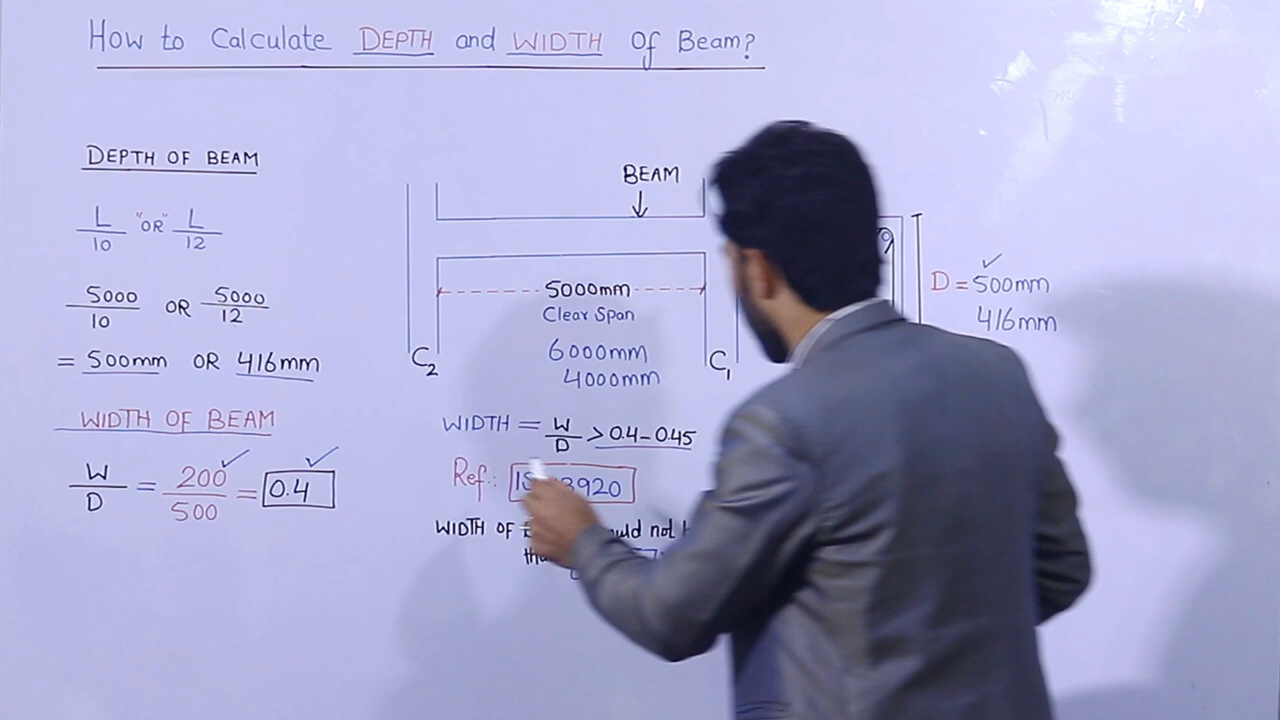 How to Calculate DEPTH and WIDTH Of Beam?
DEPTH OF BEAM
L/10 "OR" L/12
5000/10 OR 5000/12
= 500mm OR 416mm
WIDTH OF BEAM
W/D = 200/500 = 0.4
BEAM
5000mm
Clear Span
6000mm
4000mm
C2
C1
WIDTH = W/D > 0.4-0.45
Ref.: 3920
WIDTH OF not
D = 500mm
416mm